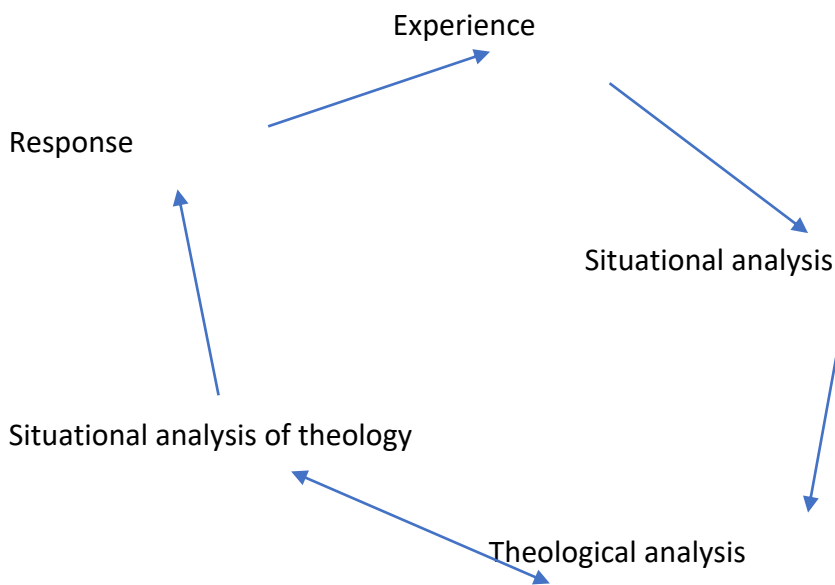 Experience
Response
Situational analysis
Situational analysis of theology
Theological analysis